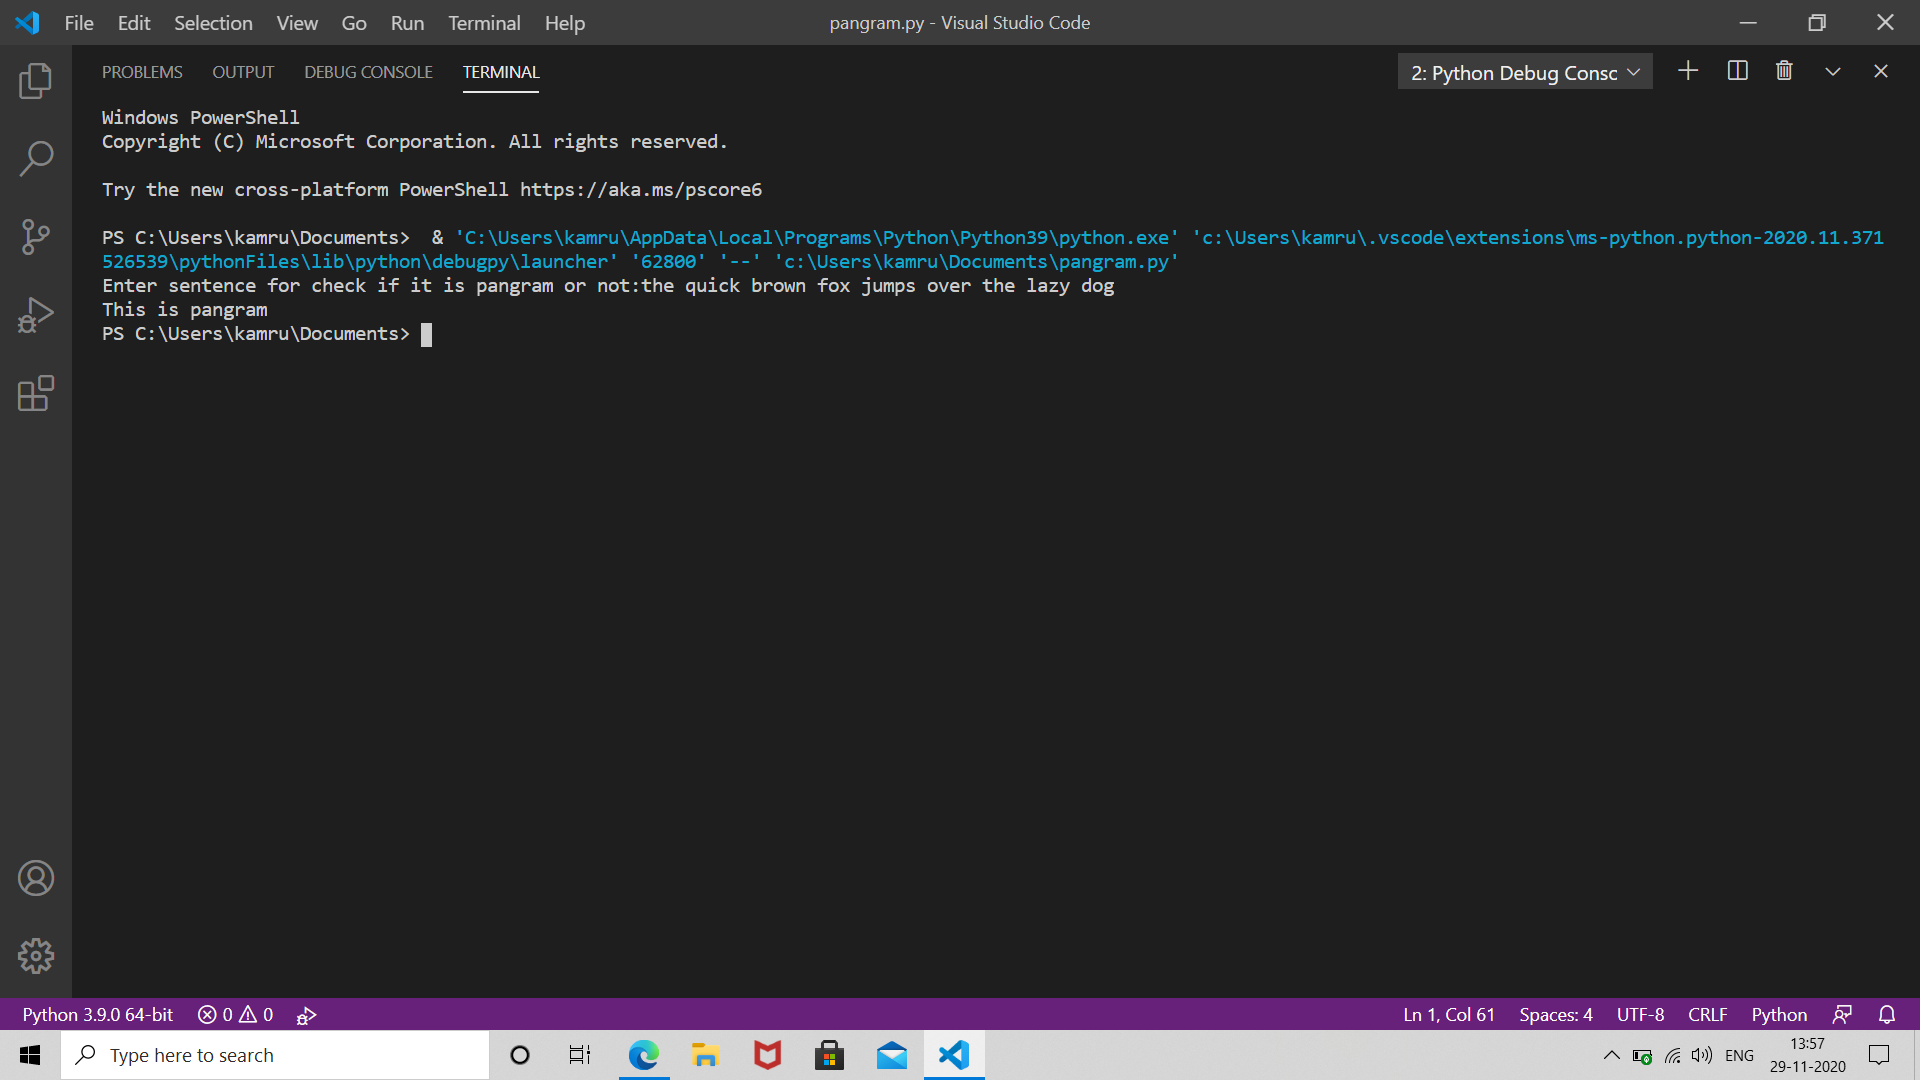 File Edit Selection View Go Run Terminal Help pangram.py - Visual Studio Code
PROBLEMS OUTPUT DEBUG CONSOLE TERMINAL 2: Python Debug Consc
Windows PowerShell
Copyright (C) Microsoft Corporation. All rights reserved.
Try the new cross-platform PowerShell https://aka.ms/pscore6
PS C:\Users\kamru\Documents>  & 'C:\Users\kamru\AppData\Local\Programs\Python\Python39\python.exe' 'c:\Users\kamru\.vscode\extensions\ms-python.python-2020.11.371
526539\pythonFiles\lib\python\debugpy\launcher' '62800' '--' 'c:\Users\kamru\Documents\pangram.py'
Enter sentence for check if it is pangram or not:the quick brown fox jumps over the lazy dog
This is pangram
PS C:\Users\kamru\Documents>
Python 3.9.0 64-bit 0 0 Ln 1, Col 61 Spaces: 4 UTF-8 CRLF Python
Type here to search ENG 13:57
29-11-2020